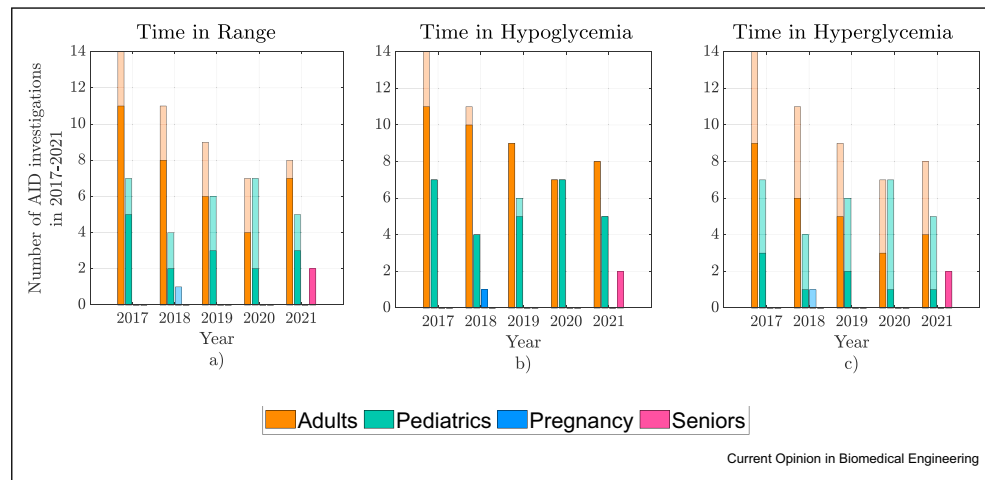 Time in Range
Time in Hypoglycemia
Time in Hyperglycemia
Number of AID investigations
in 2017-2021
14
12
10
8
6
4
2
0
2017 2018 2019 2020 2021
Year
a)
14
12
10
8
6
4
2
0
2017 2018 2019 2020 2021
Year
b)
14
12
10
8
6
4
2
0
2017 2018 2019 2020 2021
Year
c)
Adults Pediatrics Pregnancy Seniors
Current Opinion in Biomedical Engineering